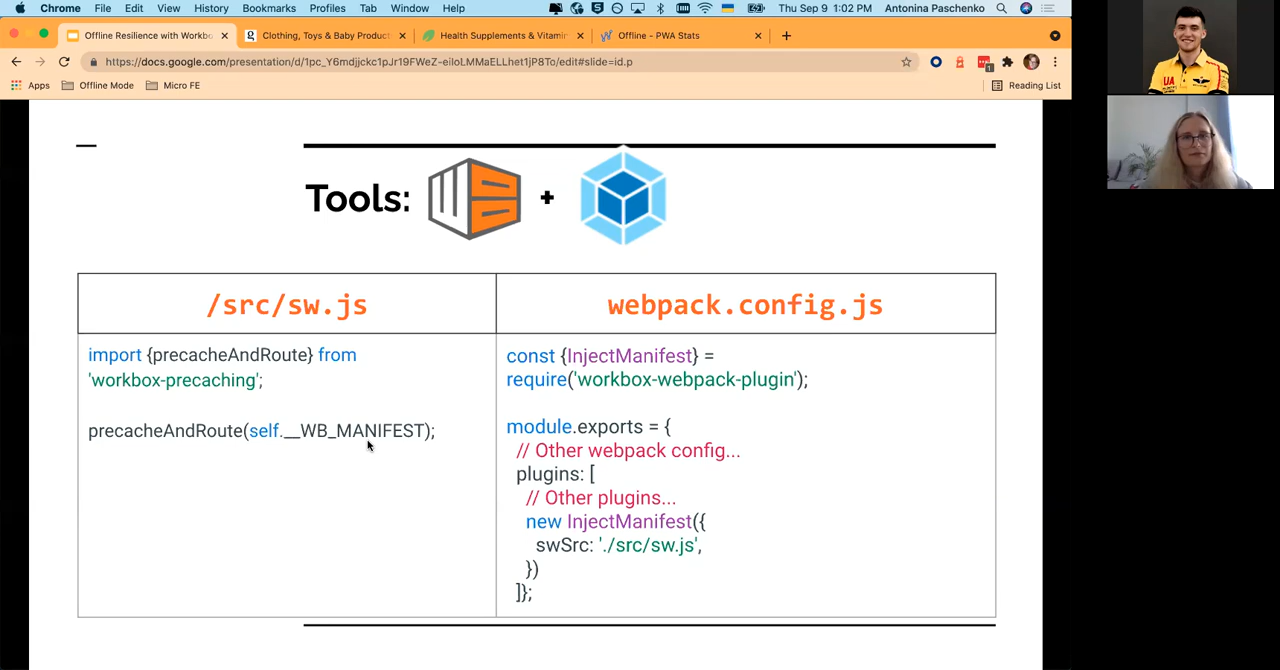 Chrome File Edit View History Bookmarks Profiles Tab Window Help Thu Sep 9 1:02 PM Antonina Paschenko
Offline Resilience with Workbo Clothing, Toys & Baby Product Health Supplements & Vitamin Offline - PWA Stats
https://docs.google.com/presentation/d/1pc_Y6mdjjckc1pJr19FWeZ-eiloLMMaELLhet1jP8To/edit#slide=id.p
Apps Offline Mode Micro FE Reading List
Tools: +
/src/sw.js
import {precacheAndRoute} from
'workbox-precaching';
precacheAndRoute(self.__WB_MANIFEST);
webpack.config.js
const {InjectManifest} =
require('workbox-webpack-plugin');
module.exports = {
// Other webpack config...
plugins: [
// Other plugins...
new InjectManifest({
swSrc: './src/sw.js',
})
]};
UA